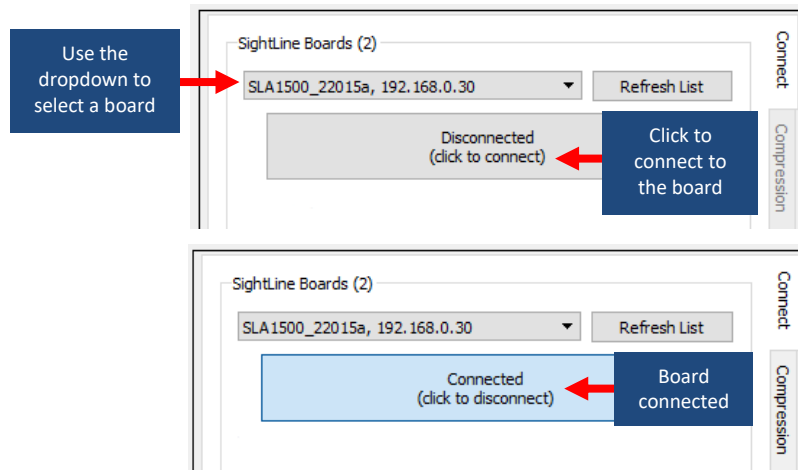 SightLine Boards (2)
Connect
Use the
dropdown to
select a board
SLA1500_22015a, 192.168.0.30
Refresh List
Disconnected
(click to connect)
Click to
connect to
the board
Compression
SightLine Boards (2)
Connect
SLA1500_22015a, 192.168.0.30
Refresh List
Connected
(click to disconnect)
Board
connected
Compression